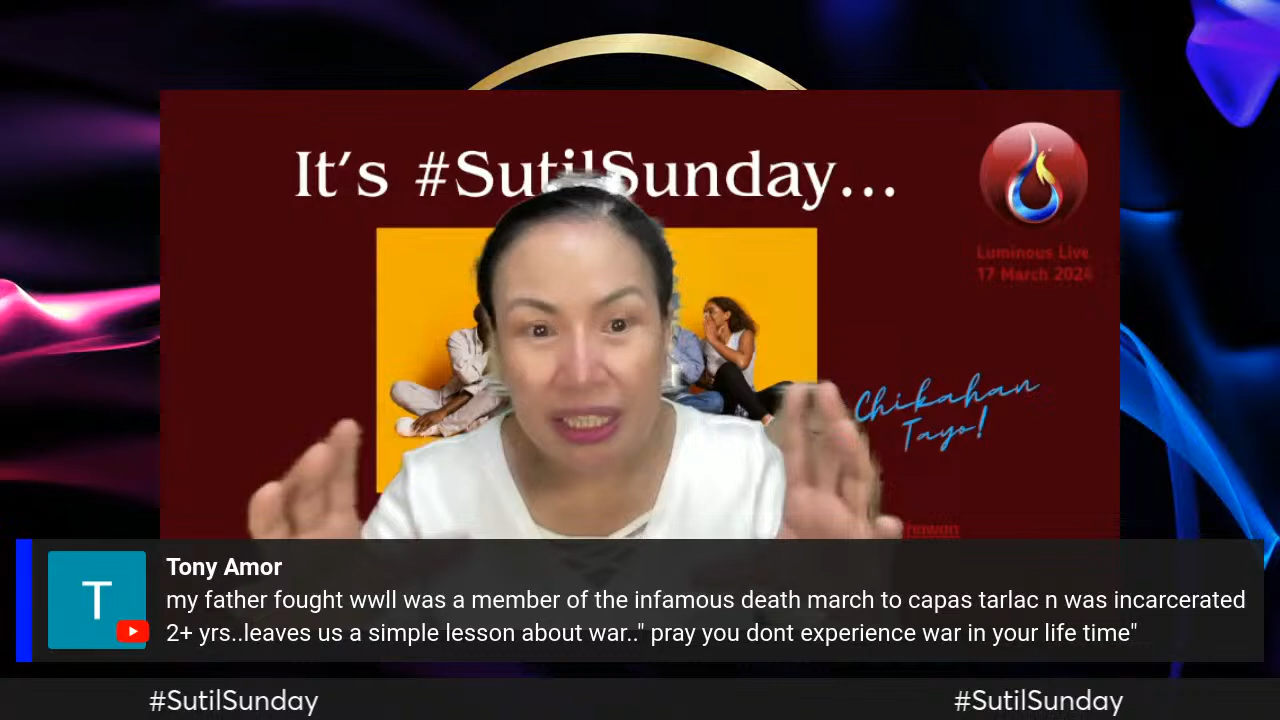 It's #SutilSunday...
Luminous Live
17 March 2024
Chikahan
Tayo!
T
Tony Amor
my father fought wwll was a member of the infamous death march to capas tarlac n was incarcerated
2+ yrs..leaves us a simple lesson about war.." pray you dont experience war in your life time"
#SutilSunday
#SutilSunday